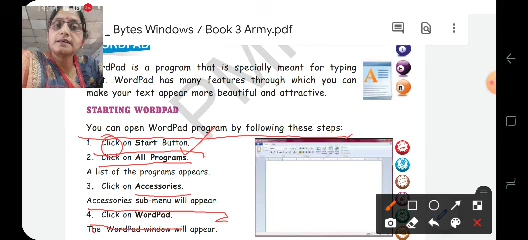 _ Bytes Windows 7 Book 3 Army.pdf
WORDPAD
WordPad is a program that is specially meant for typing
text. WordPad has many features through which you can
make your text appear more beautiful and attractive.
STARTING WORDPAD
You can open WordPad program by following these steps:
1. Click on Start Button.
2. Click on All Programs.
A list of the programs appears.
3. Click on Accessories.
Accessories sub-menu will appear
4. Click on WordPad.
The WordPad window will appear.